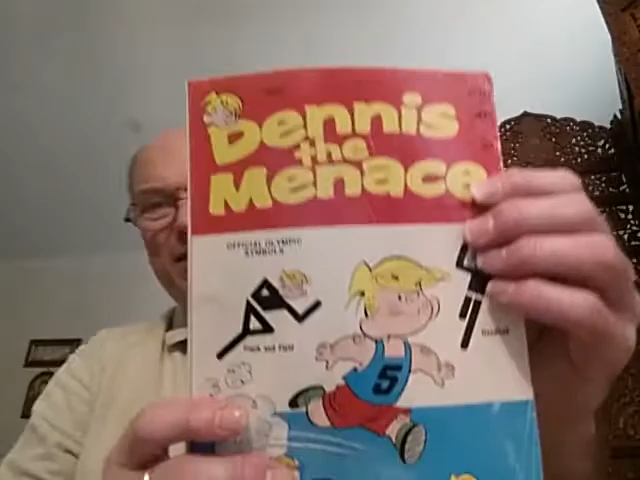 Dennis
the
Menace
OFFICIAL OLYMPIC
SYMBOLS
Track and Field
5